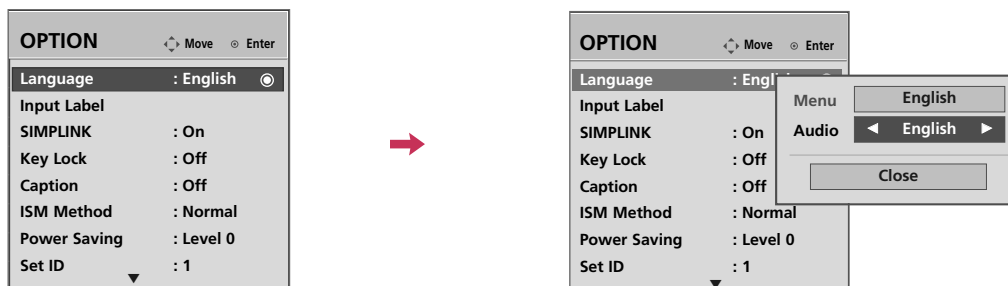 OPTION Move Enter
Language : English
Input Label
SIMPLINK : On
Key Lock : Off
Caption : Off
ISM Method : Normal
Power Saving : Level 0
Set ID : 1
OPTION Move Enter
Language : Engl
Input Label
SIMPLINK : On
Key Lock : Off
Caption : Off
ISM Method : Normal
Power Saving : Level 0
Set ID : 1
Menu English
Audio English
Close